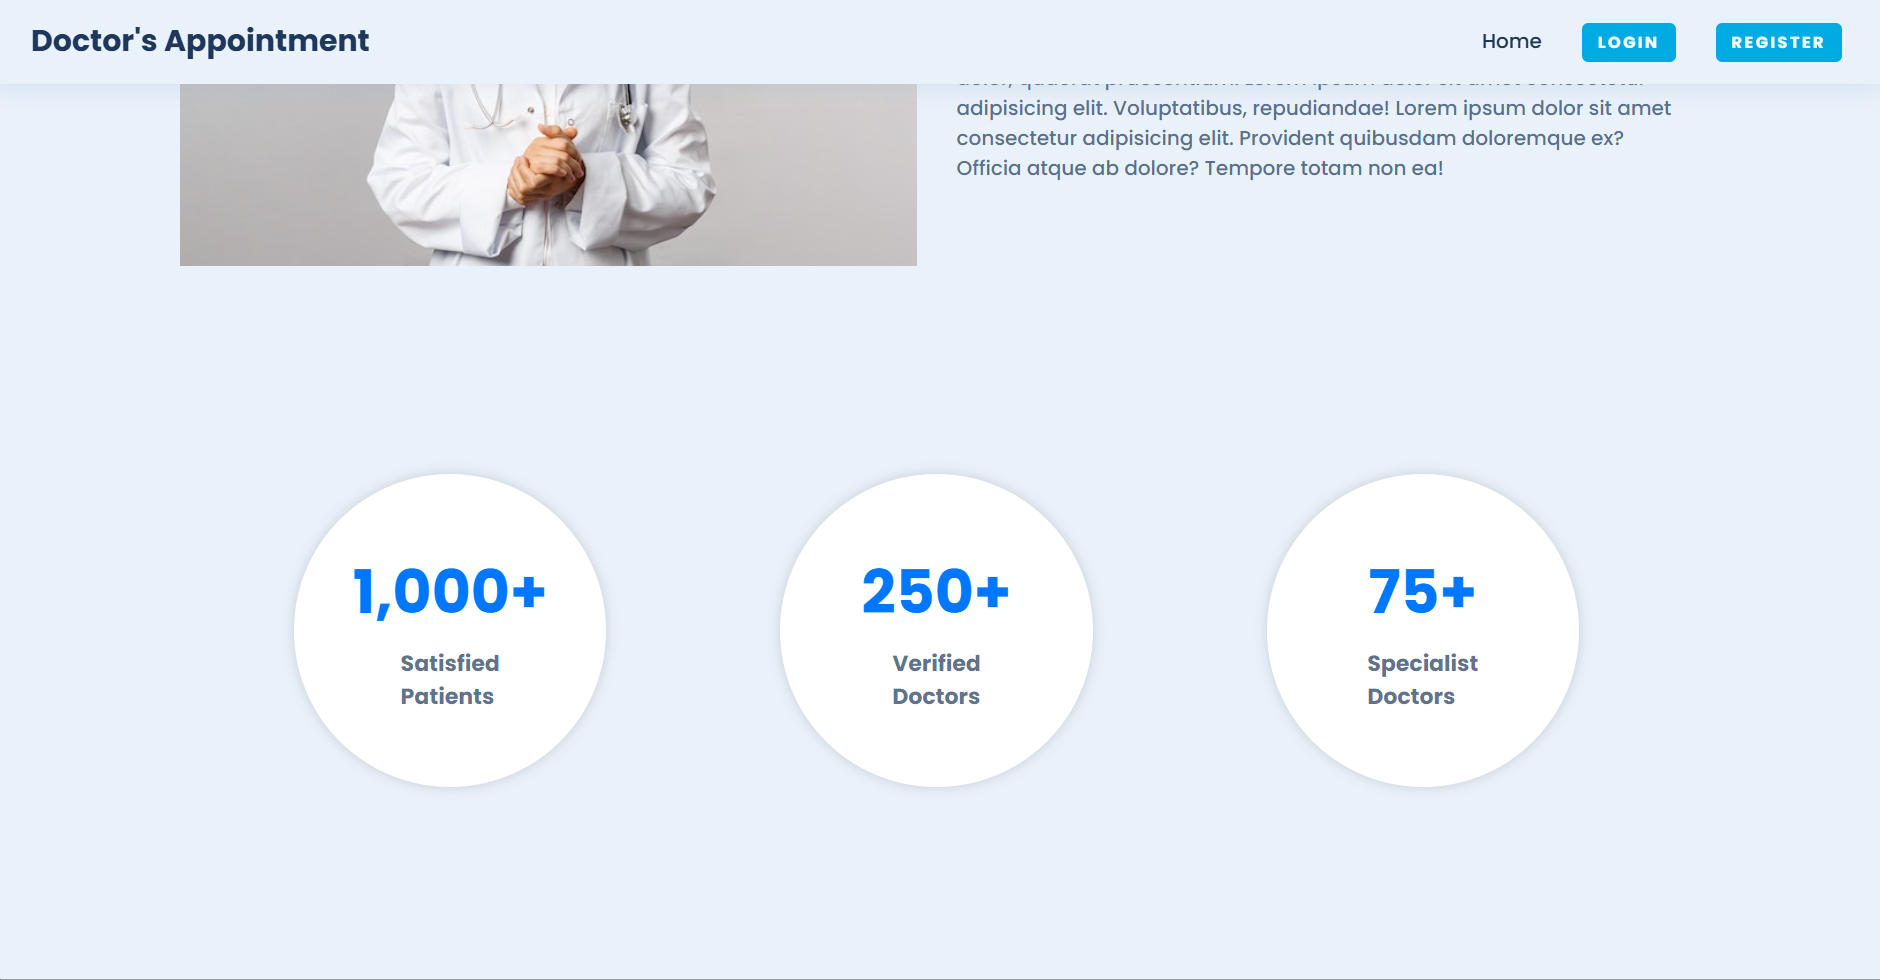 Doctor's Appointment
Home
LOGIN
REGISTER
adipisicing elit. Voluptatibus, repudiandae! Lorem ipsum dolor sit amet
consectetur adipisicing elit. Provident quibusdam doloremque ex?
Officia atque ab dolore? Tempore totam non ea!
1,000+
Satisfied
Patients
250+
Verified
Doctors
75+
Specialist
Doctors